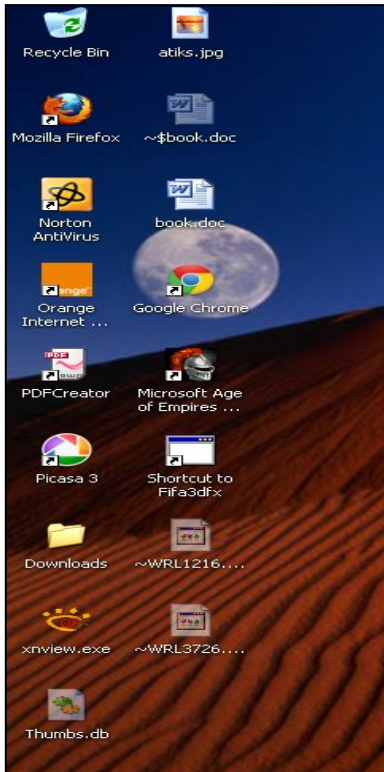 Recycle Bin
atiks.jpg
Mozilla Firefox
~$book.doc
Norton
AntiVirus
book.doc
Orange
Internet ...
Google Chrome
PDFCreator
Microsoft Age
of Empires ...
Picasa 3
Shortcut to
Fifa3dfx
Downloads
~WRL1216....
xnview.exe
~WRL3726....
Thumbs.db